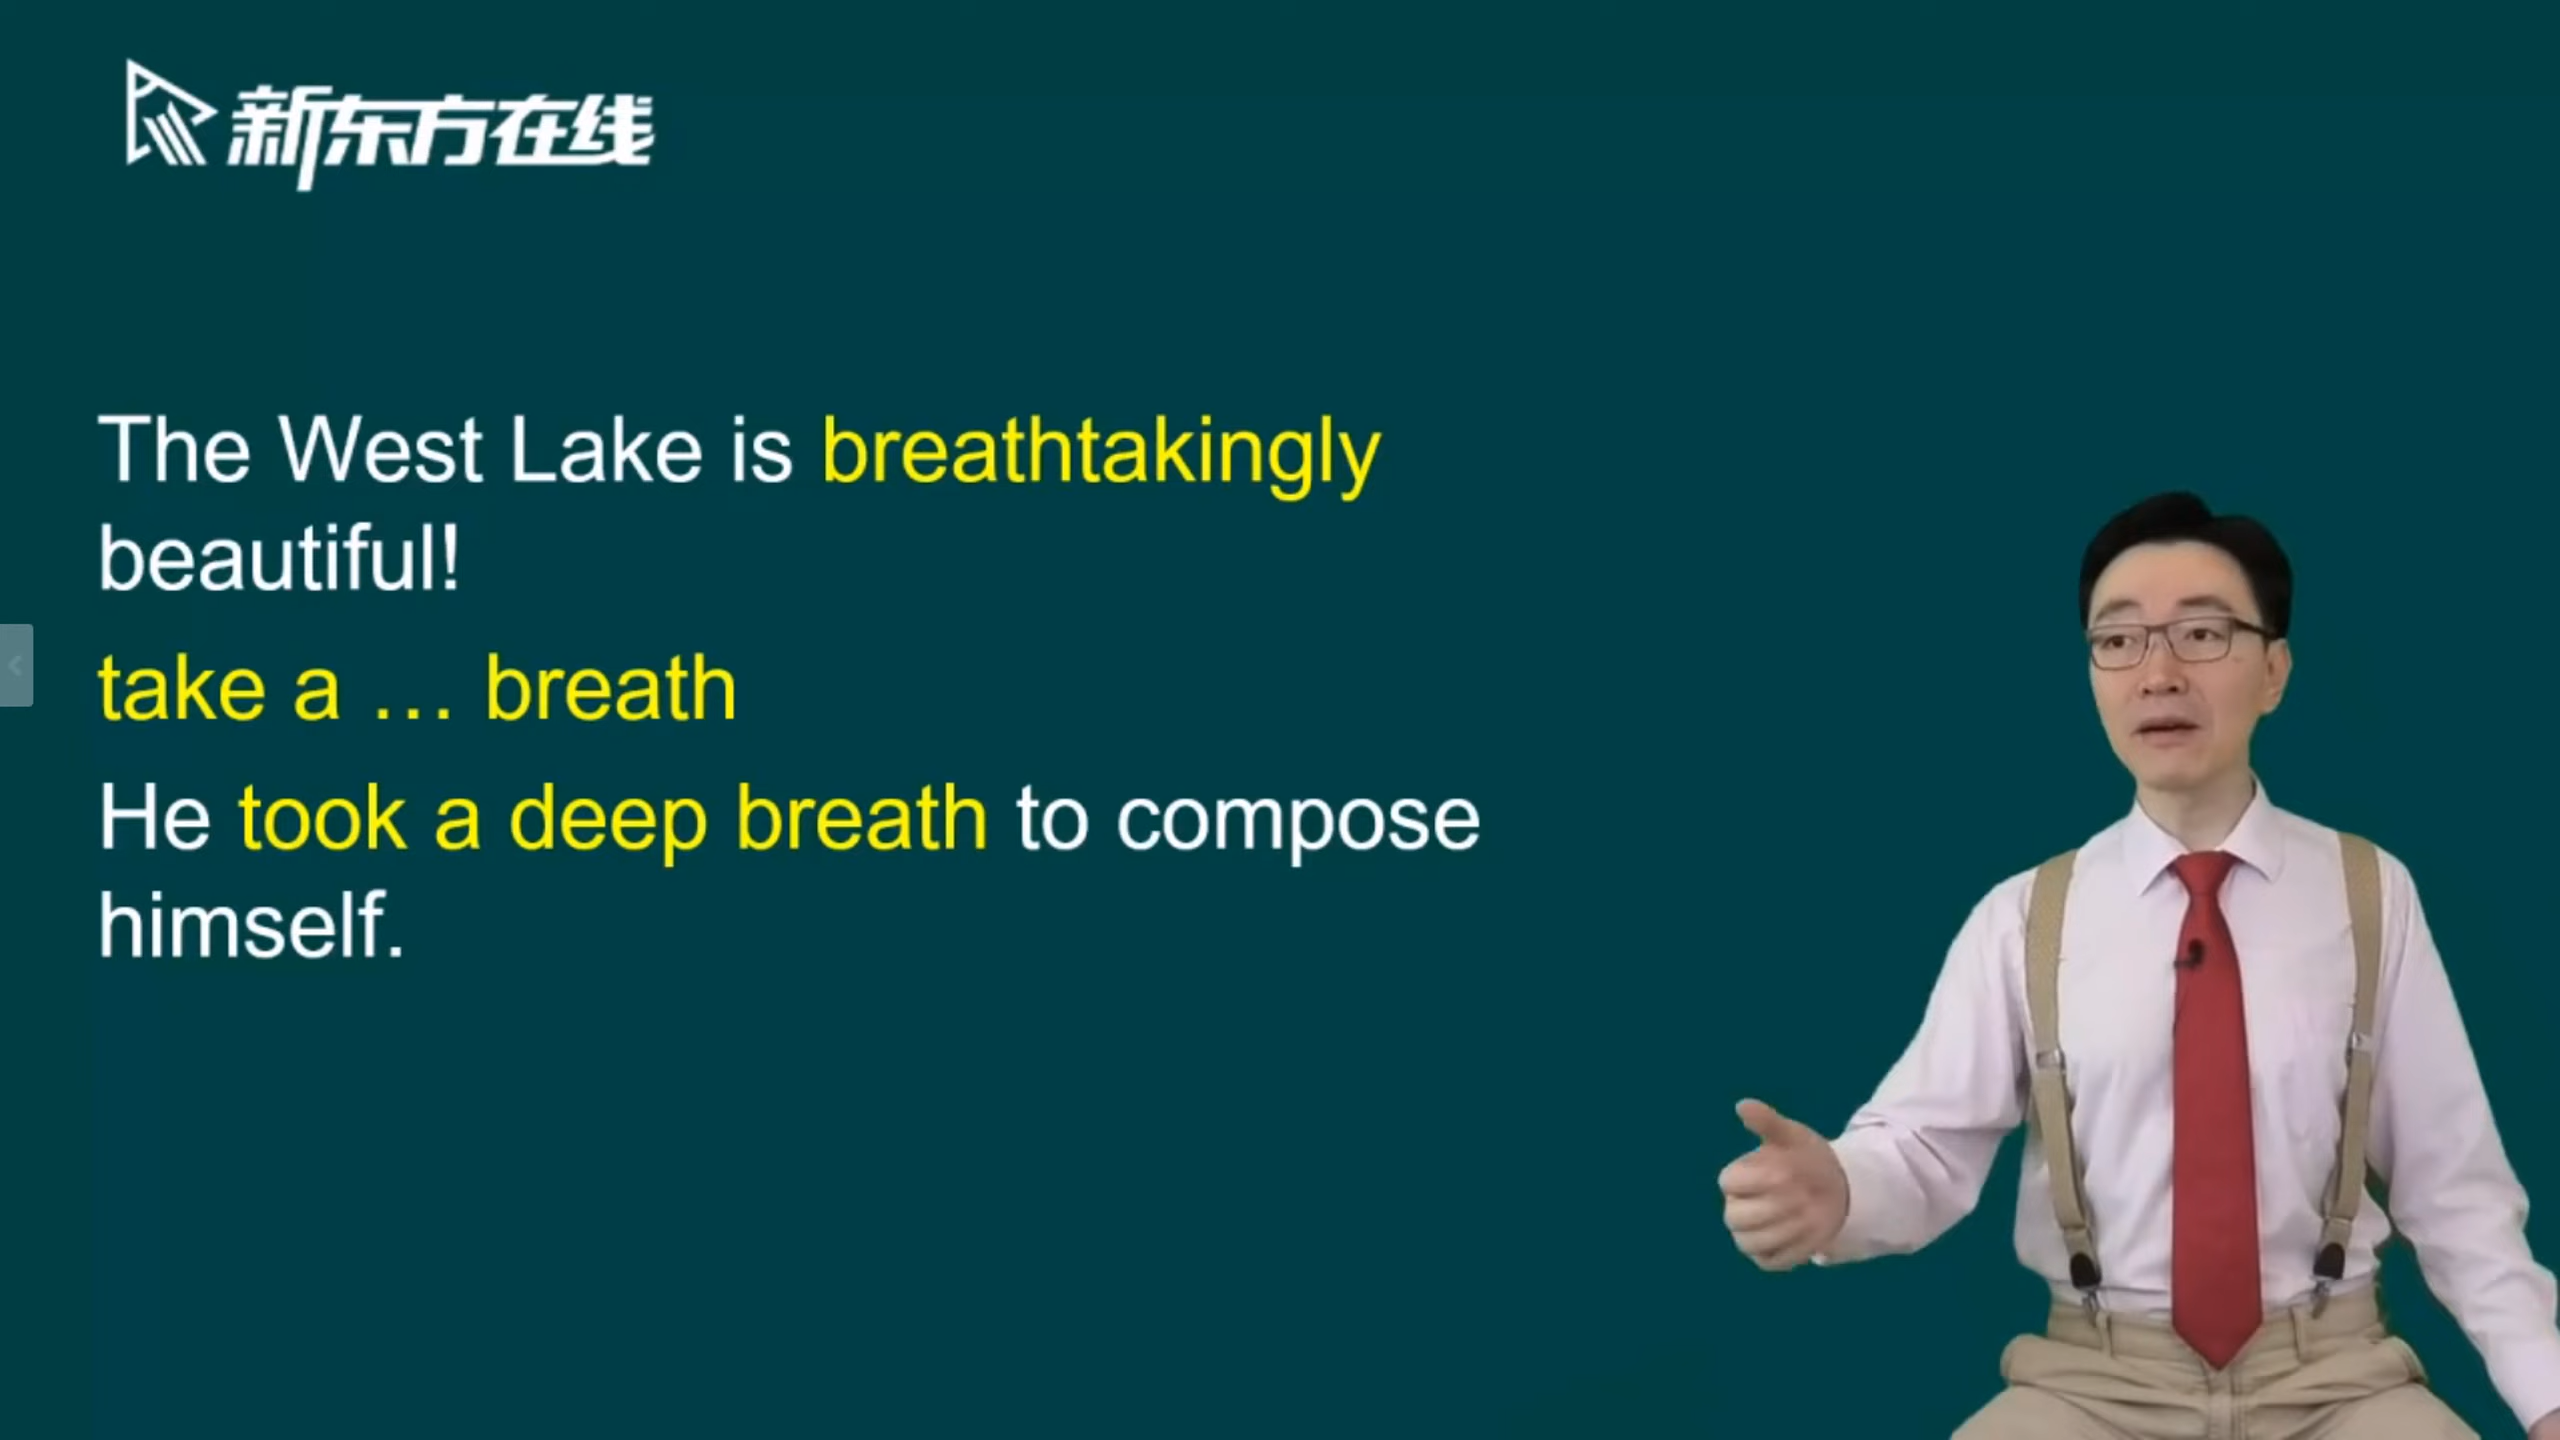 新东方在线
The West Lake is breathtakingly
beautiful!
take a … breath
He took a deep breath to compose
himself.